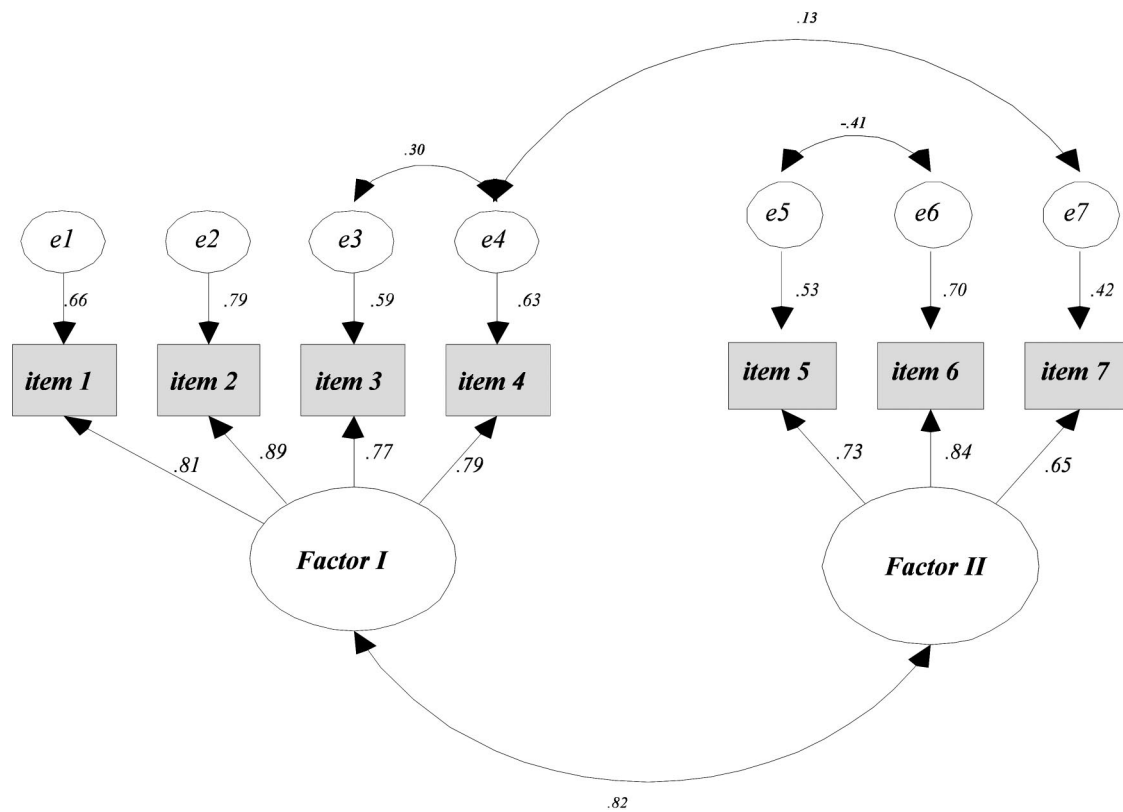 .13
-.41
.30
e1 e2 e3 e4 e5 e6 e7
.66 .79 .59 .63 .53 .70 .42
item 1 item 2 item 3 item 4 item 5 item 6 item 7
.81 .89 .77 .79 .73 .84 .65
Factor I Factor II
.82